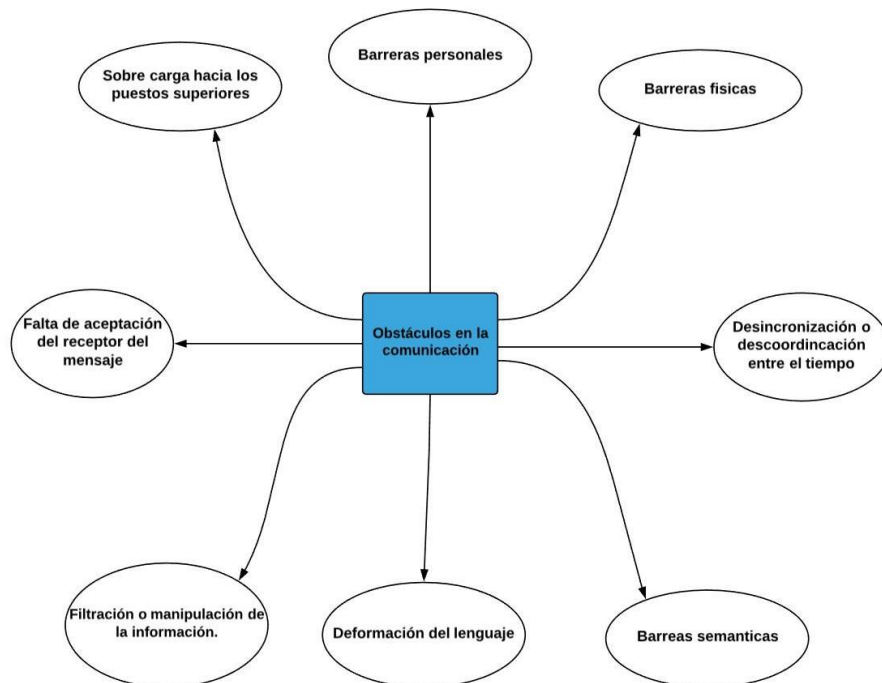 Barreras personales
Sobre carga hacia los
puestos superiores
Barreras fisicas
Obstáculos en la
comunicación
Falta de aceptación
del receptor del
mensaje
Desincronización o
descoordincación
entre el tiempo
Filtración o manipulación de
la información.
Deformación del lenguaje
Barreas semanticas